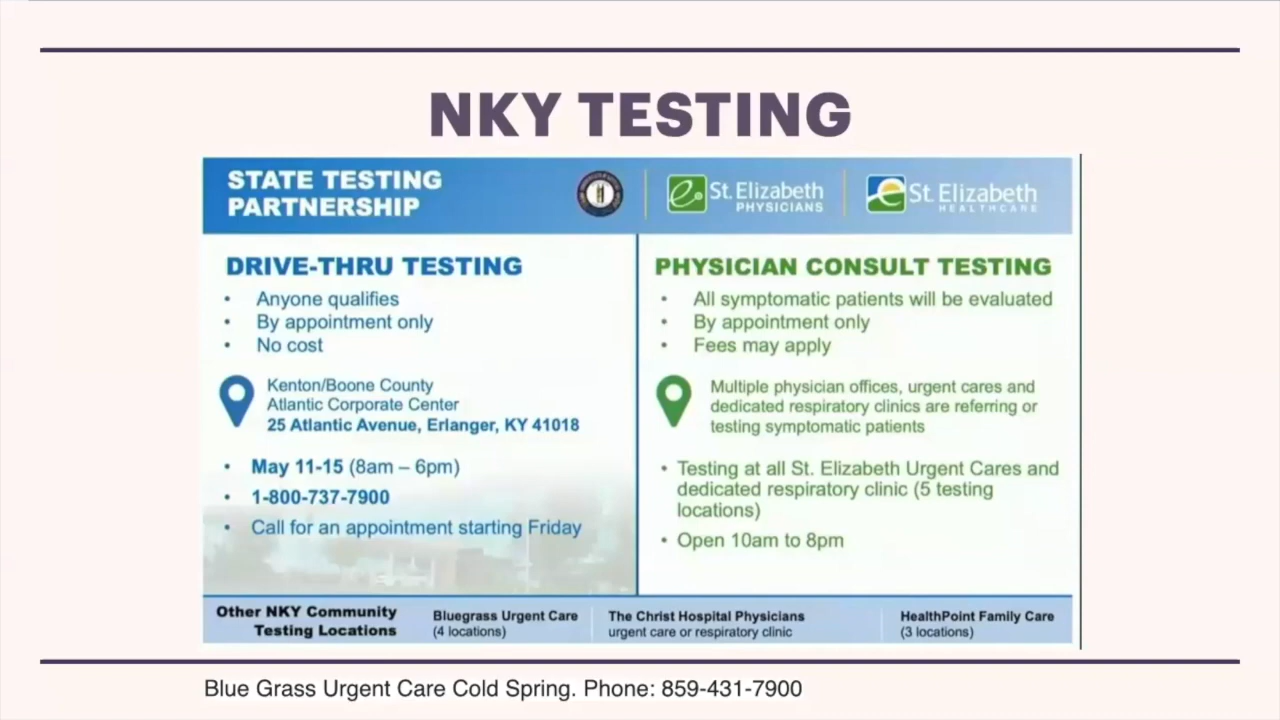 NKY TESTING
STATE TESTING
PARTNERSHIP
St. Elizabeth
PHYSICIANS
St. Elizabeth
HEALTHCARE
DRIVE-THRU TESTING
• Anyone qualifies
• By appointment only
• No cost
Kenton/Boone County
Atlantic Corporate Center
25 Atlantic Avenue, Erlanger, KY 41018
• May 11-15 (8am – 6pm)
• 1-800-737-7900
• Call for an appointment starting Friday
PHYSICIAN CONSULT TESTING
• All symptomatic patients will be evaluated
• By appointment only
• Fees may apply
Multiple physician offices, urgent cares and
dedicated respiratory clinics are referring or
testing symptomatic patients
• Testing at all St. Elizabeth Urgent Cares and
dedicated respiratory clinic (5 testing
locations)
• Open 10am to 8pm
Other NKY Community
Testing Locations
Bluegrass Urgent Care
(4 locations)
The Christ Hospital Physicians
urgent care or respiratory clinic
HealthPoint Family Care
(3 locations)
Blue Grass Urgent Care Cold Spring. Phone: 859-431-7900